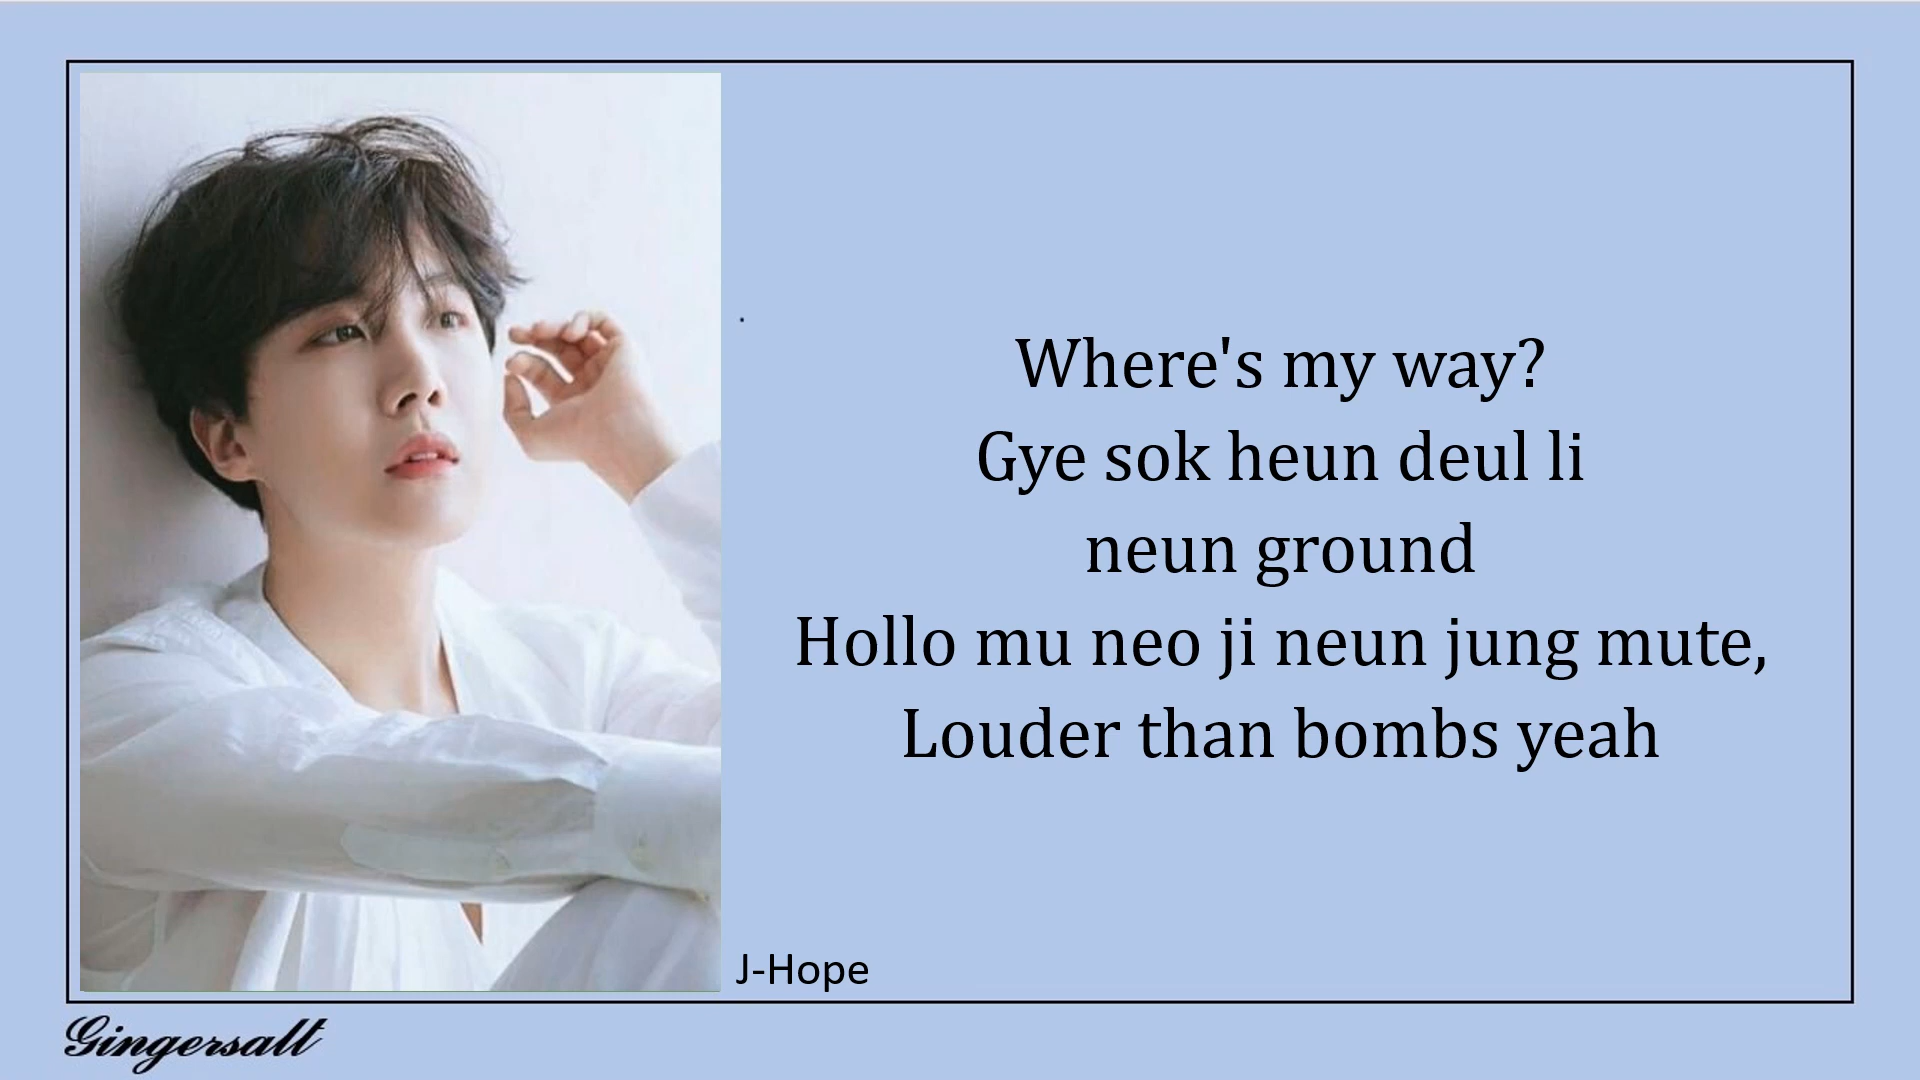 Where's my way?
Gye sok heun deul li
neun ground
Hollo mu neo ji neun jung mute,
Louder than bombs yeah
J-Hope
Gingersalt